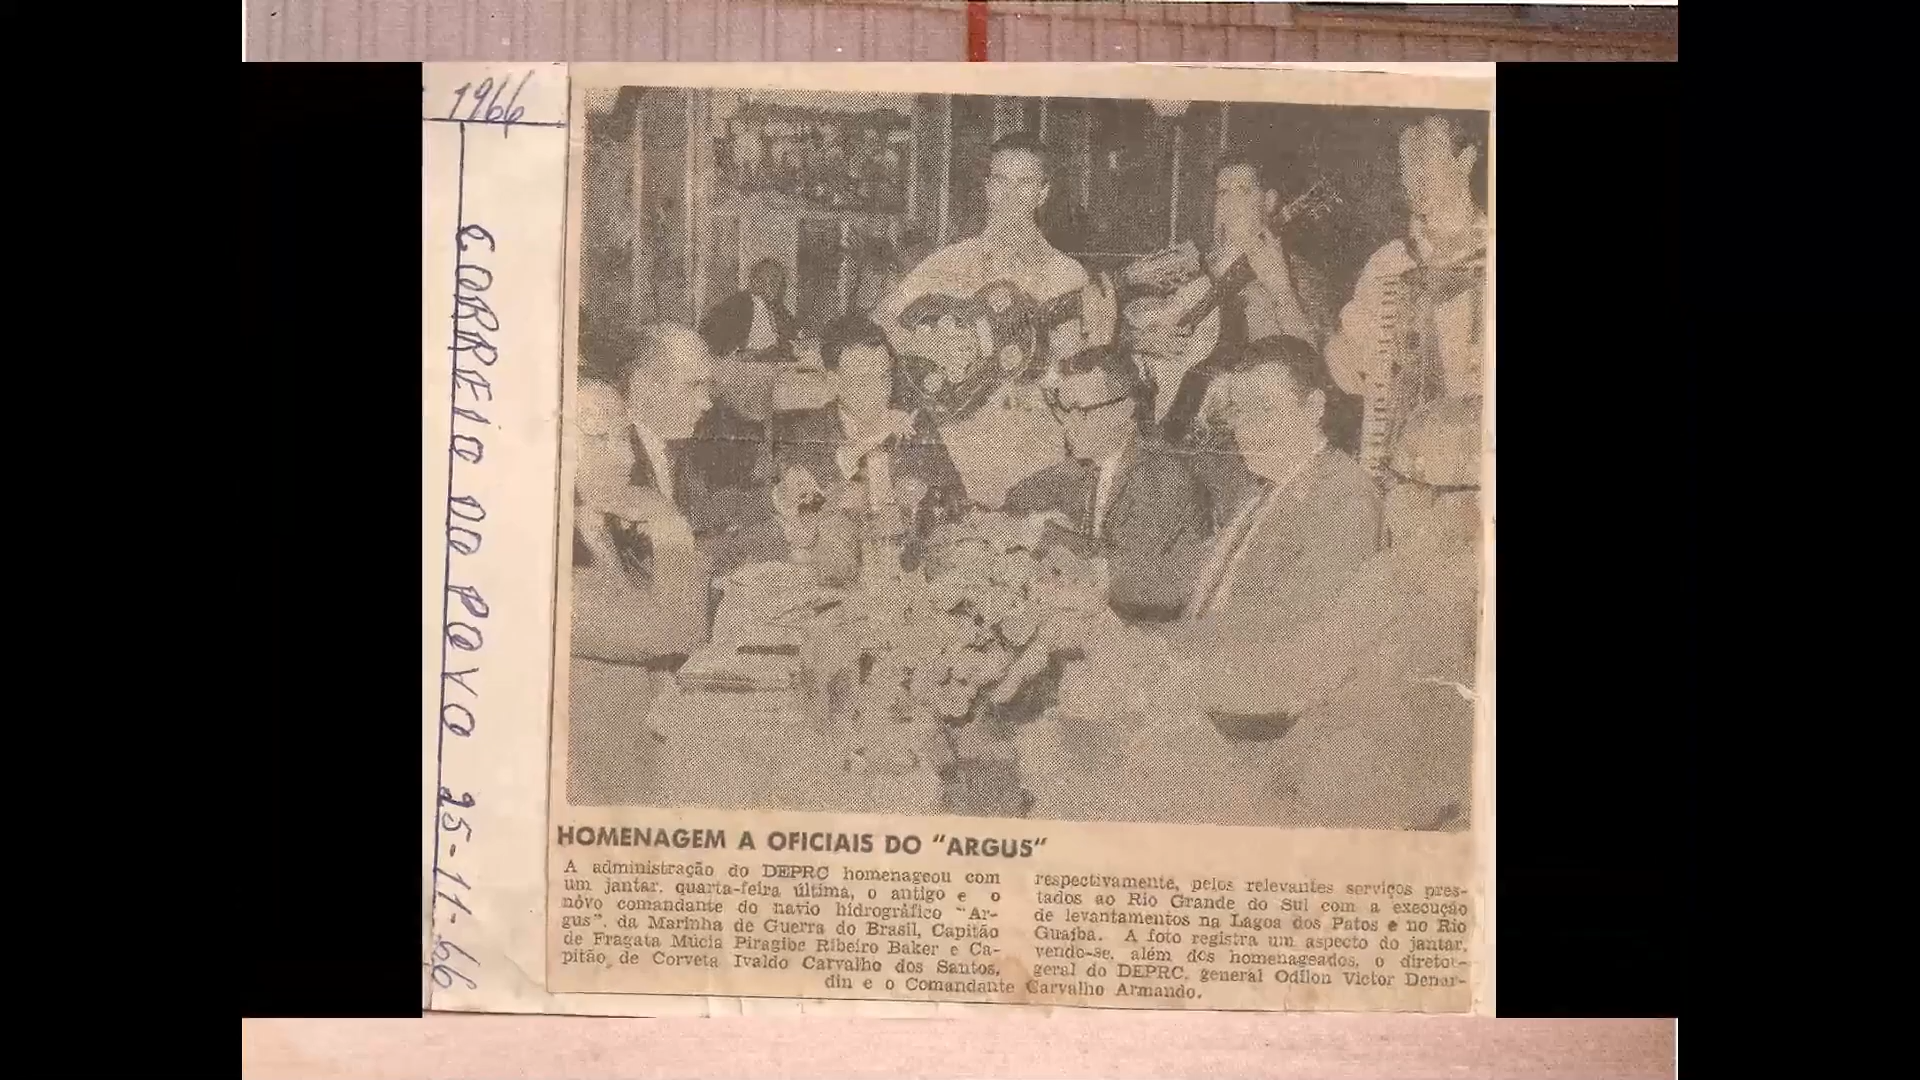 1966
CORREIO DO POVO 25-11-66
HOMENAGEM A OFICIAIS DO "ARGUS"
A administração do DEPRC homenageou com
um jantar, quarta-feira última, o antigo e o
nôvo comandante do navio hidrográfico "Ar-
gus", da Marinha de Guerra do Brasil, Capitão
de Fragata Múcia Piragibe Ribeiro Baker e Ca-
pitão de Corveta Ivaldo Carvalho dos Santos,
respectivamente, pelos relevantes serviços pres-
tados ao Rio Grande do Sul com a execução
de levantamentos na Lagoa dos Patos e no Rio
Guaíba. A foto registra um aspecto do jantar,
vendo-se, além dos homenageados, o diretor-
geral do DEPRC, general Odilon Victor Denar-
din e o Comandante Carvalho Armando.